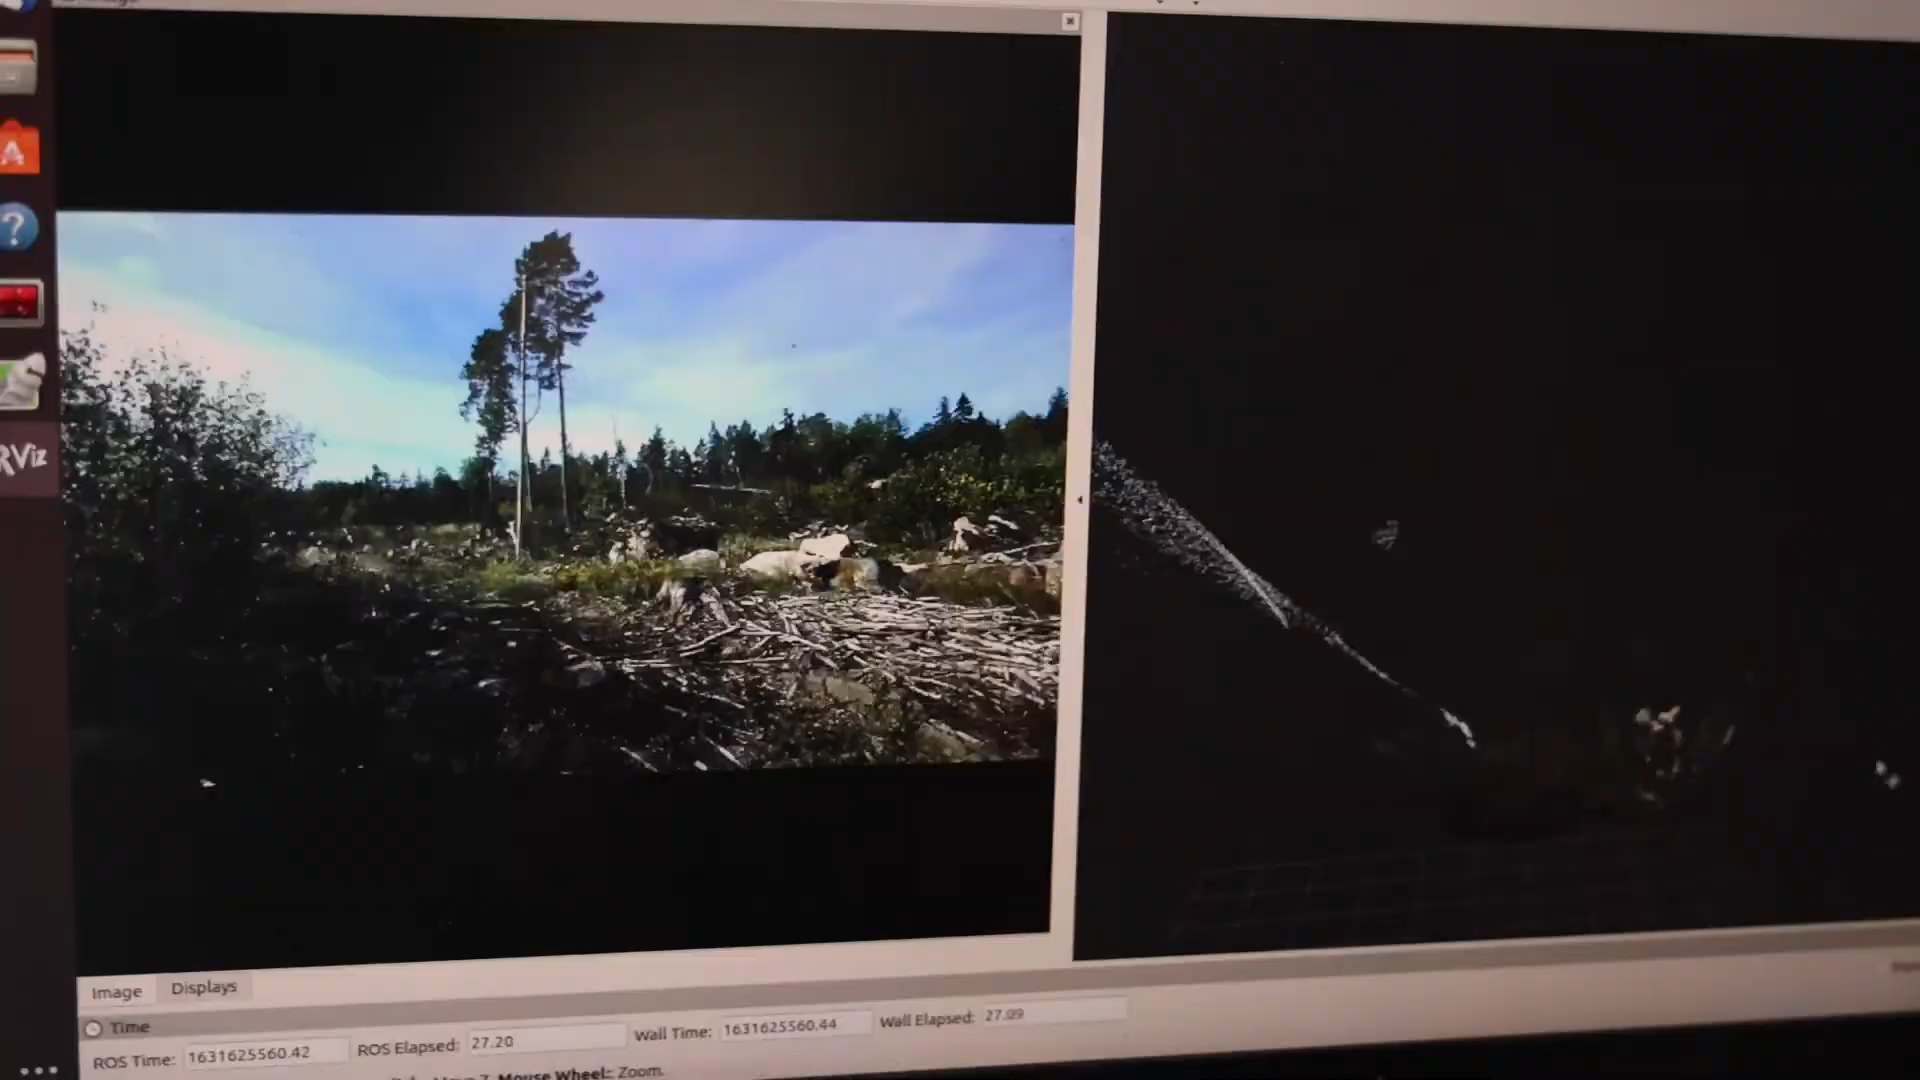 RViz
Image Displays
Time
ROS Time: 1631625560.42 ROS Elapsed: 27.20 Wall Time: 1631625560.44 Wall Elapsed: 27.09
Mouse Wheel: Zoom.